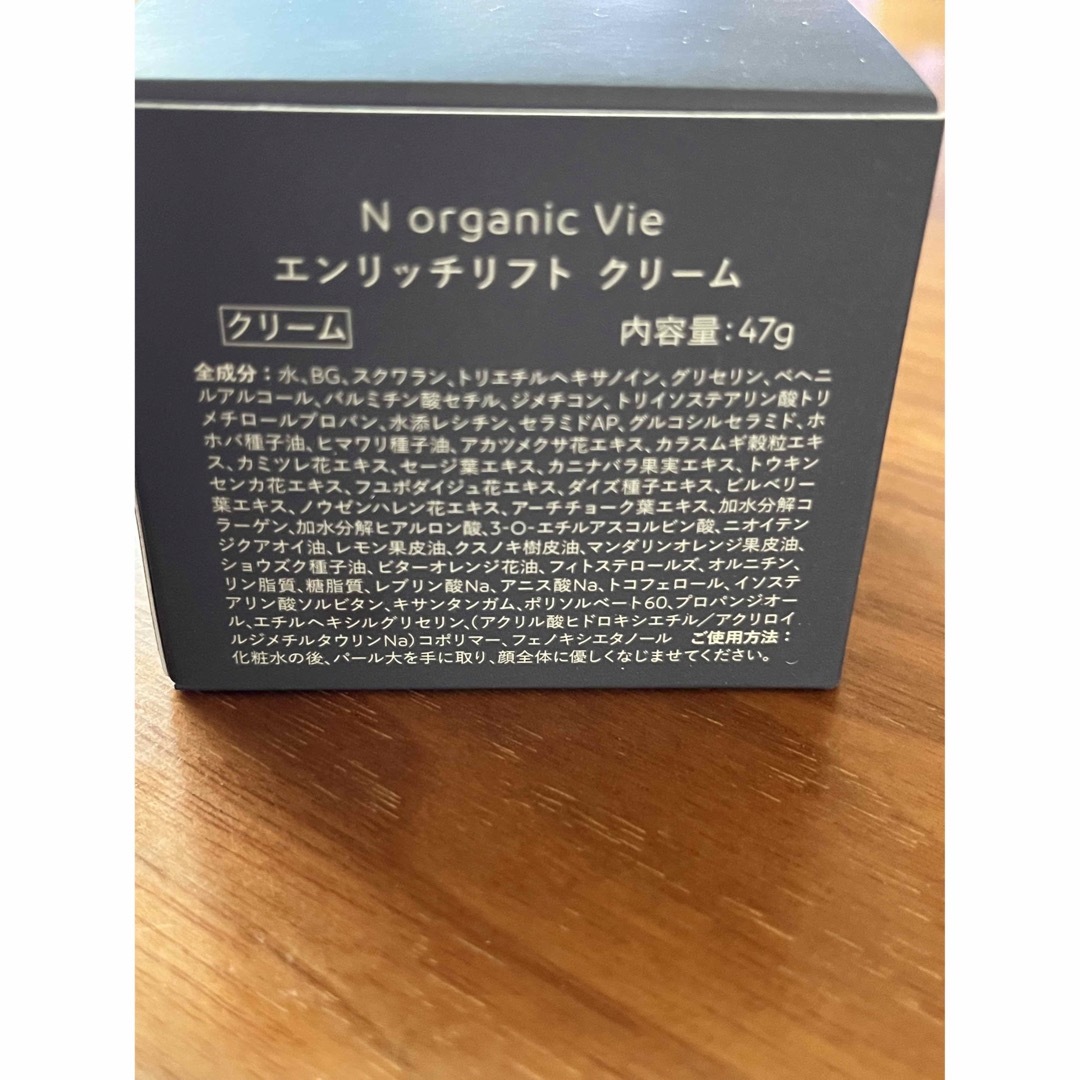 N organic Vie
エンリッチリフト クリーム
クリーム 内容量:47g
全成分:水、BG、スクワラン、トリエチルヘキサノイン、グリセリン、ベヘニ
ルアルコール、パルミチン酸セチル、ジメチコン、トリイソステアリン酸トリ
メチロールプロパン、水添レシチン、セラミドAP、グルコシルセラミド、ホ
ホバ種子油、ヒマワリ種子油、アカツメクサ花エキス、カラスムギ穀粒エキ
ス、カミツレ花エキス、セージ葉エキス、カニナバラ果実エキス、トウキン
センカ花エキス、フユボダイジュ花エキス、ダイズ種子エキス、ビルベリー
葉エキス、ノウゼンハレン花エキス、アーチチョーク葉エキス、加水分解コ
ラーゲン、加水分解ヒアルロン酸、3-O-エチルアスコルビン酸、ニオイテン
ジクアオイ油、レモン果皮油、クスノキ樹皮油、マンダリンオレンジ果皮油、
ショウズク種子油、ビターオレンジ花油、フィトステロールズ、オルニチン、
リン脂質、糖脂質、レブリン酸Na、アニス酸Na、トコフェロール、イソステ
アリン酸ソルビタン、キサンタンガム、ポリソルベート60、プロパンジオー
ル、エチルヘキシルグリセリン、(アクリル酸ヒドロキシエチル/アクリロイ
ルジメチルタウリンNa)コポリマー、フェノキシエタノール ご使用方法:
化粧水の後、パール大を手に取り、顔全体に優しくなじませてください。